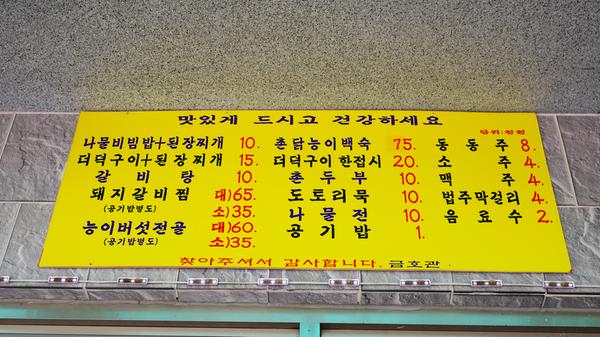 맛있게 드시고 건강하세요
단위:천원
나물비빔밥+된장찌개 10.
더덕구이+된장찌개 15.
갈비탕 10.
돼지갈비찜 대)65.
(공기밥별도) 소)35.
능이버섯전골 대)60.
(공기밥별도) 소)35.
촌닭능이백숙 75.
더덕구이 한접시 20.
촌두부 10.
도토리묵 10.
나물전 10.
공기밥 1.
동동주 8.
소주 4.
맥주 4.
법주막걸리 4.
음료수 2.
찾아주셔서 감사합니다. 금호관